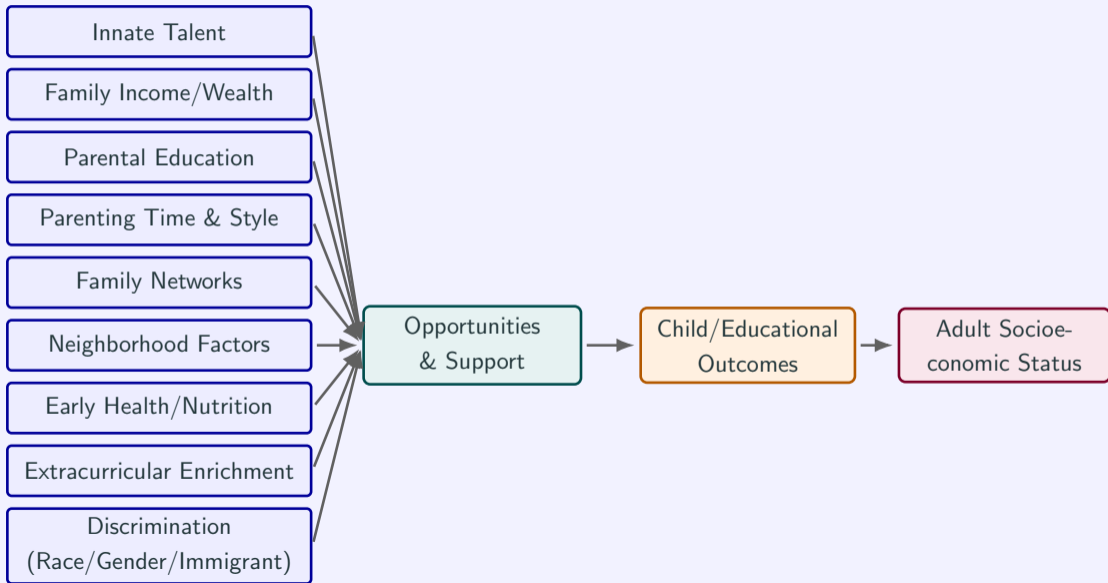 Innate Talent
Family Income/Wealth
Parental Education
Parenting Time & Style
Family Networks
Neighborhood Factors
Early Health/Nutrition
Extracurricular Enrichment
Discrimination
(Race/Gender/Immigrant)
Opportunities
& Support
Child/Educational
Outcomes
Adult Socioe-
conomic Status